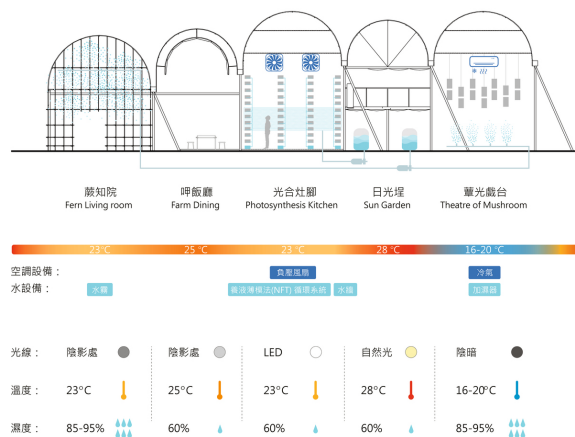 蕨知院 呷飯廳 光合灶腳 日光埕 蕈光戲台
Fern Living room Farm Dining Photosynthesis Kitchen Sun Garden Theatre of Mushroom
23°C 25 °C 23 °C 28 °C 16-20 °C
空調設備： 負壓風扇 冷氣
水設備： 水霧 養液薄膜法(NFT) 循環系統 水牆 加濕器
光線： 陰影處 陰影處 LED 自然光 陰暗
溫度： 23°C 25°C 23°C 28°C 16-20°C
濕度： 85-95% 60% 60% 60% 85-95%